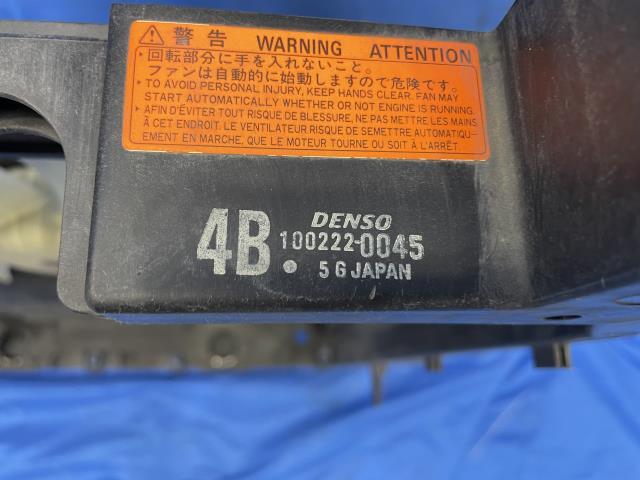 警告 WARNING ATTENTION
・回転部分に手を入れないこと。
ファンは自動的に始動しますので危険です。
・TO AVOID PERSONAL INJURY, KEEP HANDS CLEAR. FAN MAY
START AUTOMATICALLY WHETHER OR NOT ENGINE IS RUNNING.
・AFIN D'ÉVITER TOUT RISQUE DE BLESSURE, NE PAS METTRE LES MAINS
À CET ENDROIT. LE VENTILATEUR RISQUE DE SEMETTRE AUTOMATIQU-
EMENT EN MARCHE, QUE LE MOTEUR TOURNE OU SOIT À L'ARRÊT.
4B DENSO
100222-0045
5G JAPAN